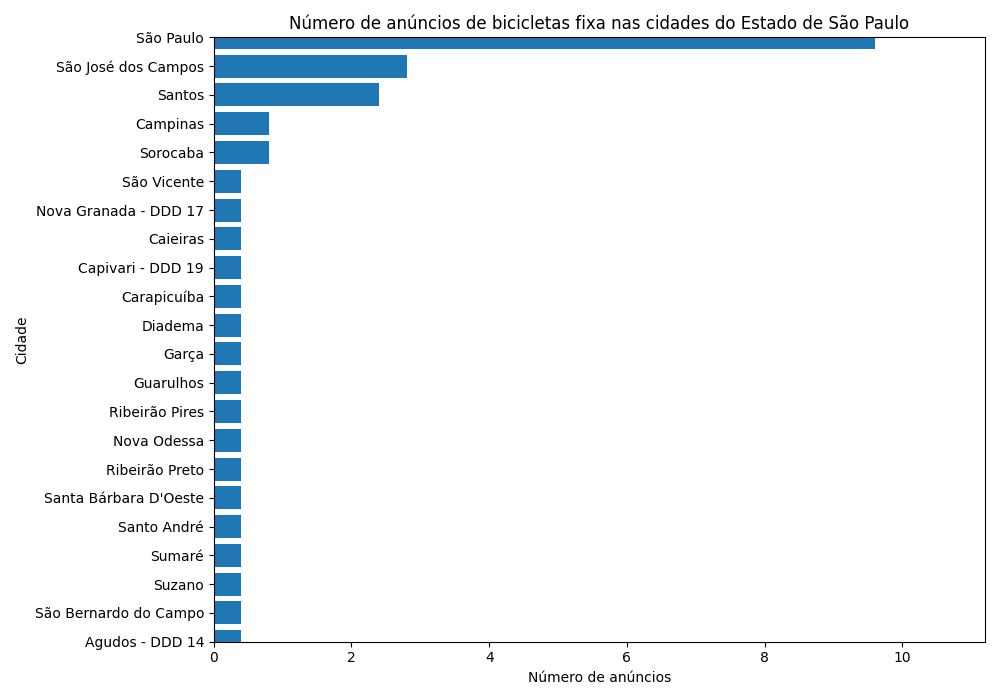 Número de anúncios de bicicletas fixa nas cidades do Estado de São Paulo
São Paulo
São José dos Campos
Santos
Campinas
Sorocaba
São Vicente
Nova Granada - DDD 17
Caieiras
Capivari - DDD 19
Carapicuíba
Diadema
Garça
Guarulhos
Ribeirão Pires
Nova Odessa
Ribeirão Preto
Santa Bárbara D'Oeste
Santo André
Sumaré
Suzano
São Bernardo do Campo
Agudos - DDD 14
Cidade
0 2 4 6 8 10
Número de anúncios